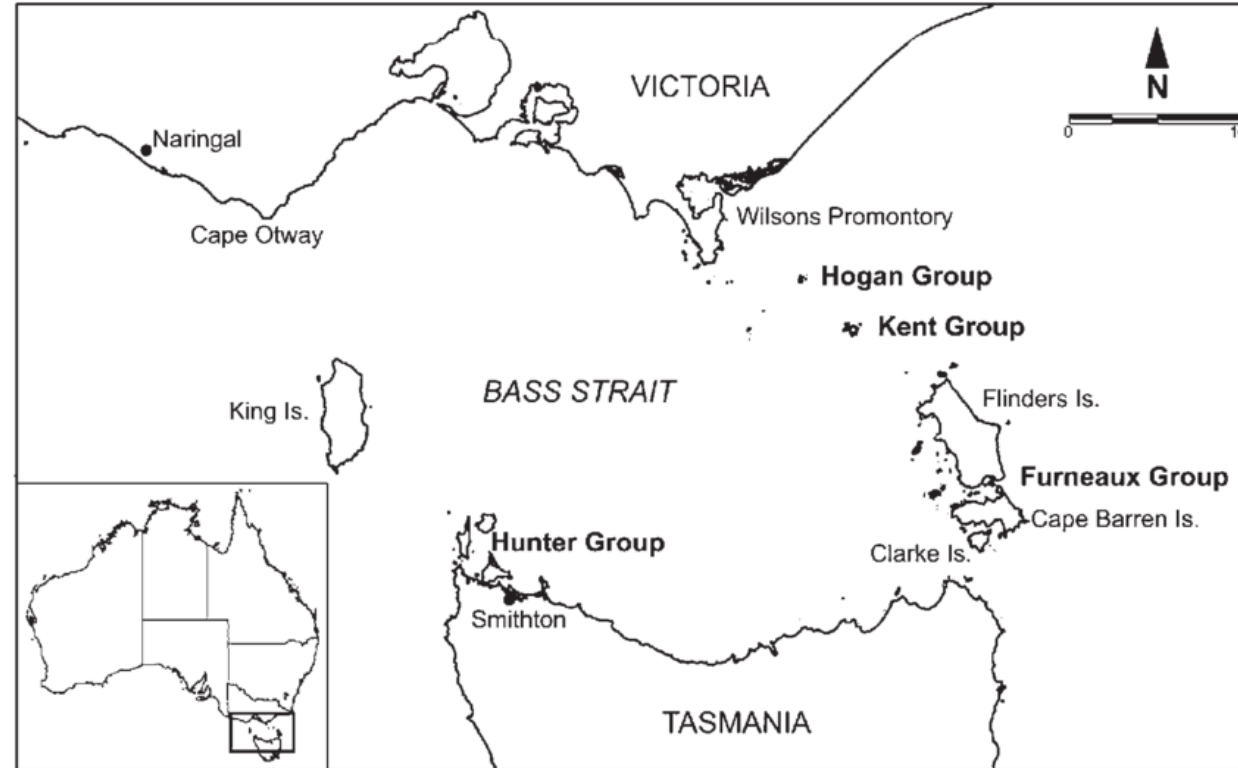 VICTORIA
N
0
Naringal
Cape Otway
Wilsons Promontory
Hogan Group
Kent Group
BASS STRAIT
Flinders Is.
King Is.
Furneaux Group
Cape Barren Is.
Hunter Group
Clarke Is.
Smithton
TASMANIA